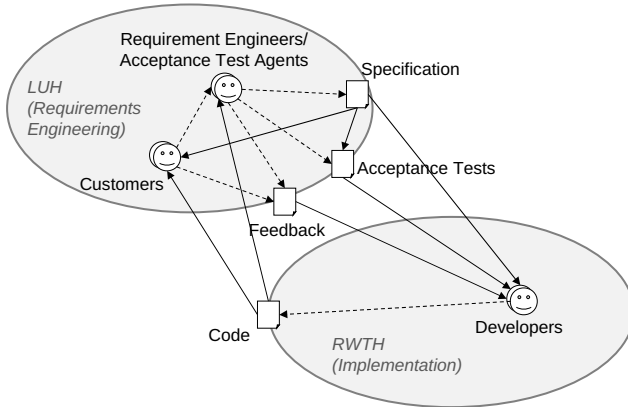 Requirement Engineers/
Acceptance Test Agents
LUH
(Requirements
Engineering)
Specification
Customers
Acceptance Tests
Feedback
Code
Developers
RWTH
(Implementation)